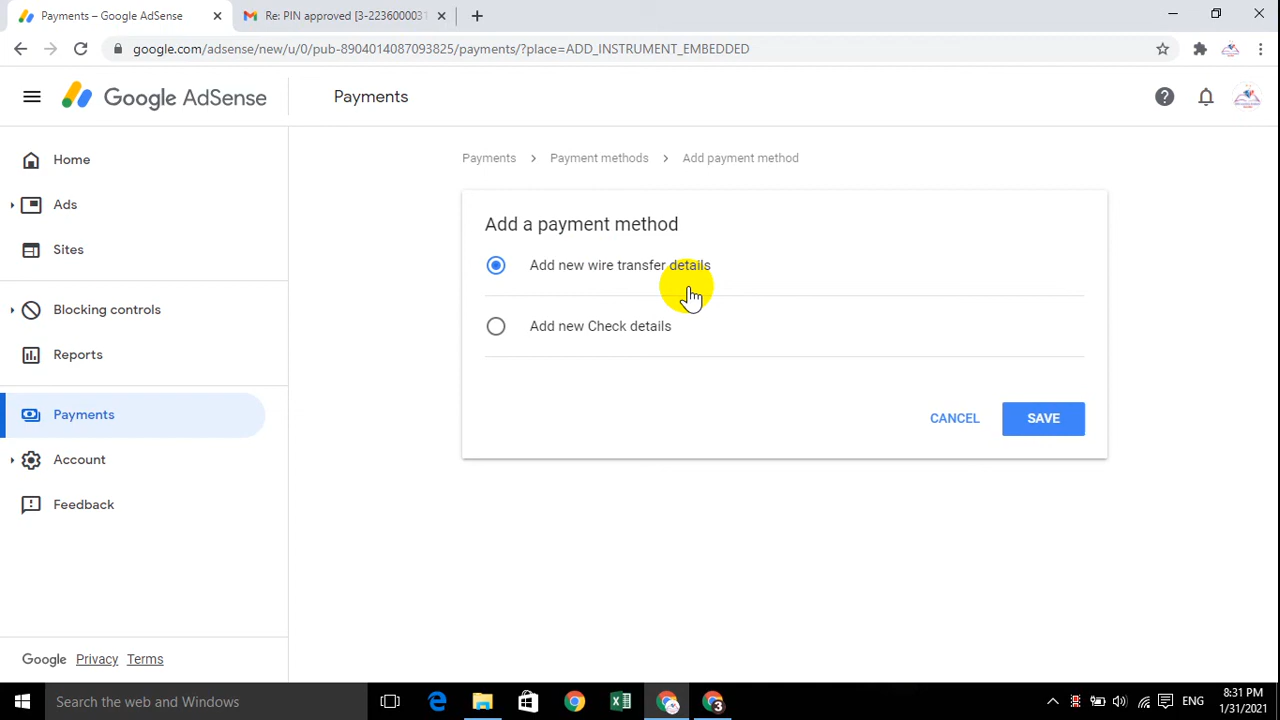 Payments – Google AdSense
Re: PIN approved [3-2236000031
google.com/adsense/new/u/0/pub-8904014087093825/payments/?place=ADD_INSTRUMENT_EMBEDDED
Google AdSense
Payments
Home
Ads
Sites
Blocking controls
Reports
Payments
Account
Feedback
Google Privacy Terms
Payments > Payment methods > Add payment method
Add a payment method
Add new wire transfer details
Add new Check details
CANCEL SAVE
Search the web and Windows
3
ENG
8:31 PM
1/31/2021